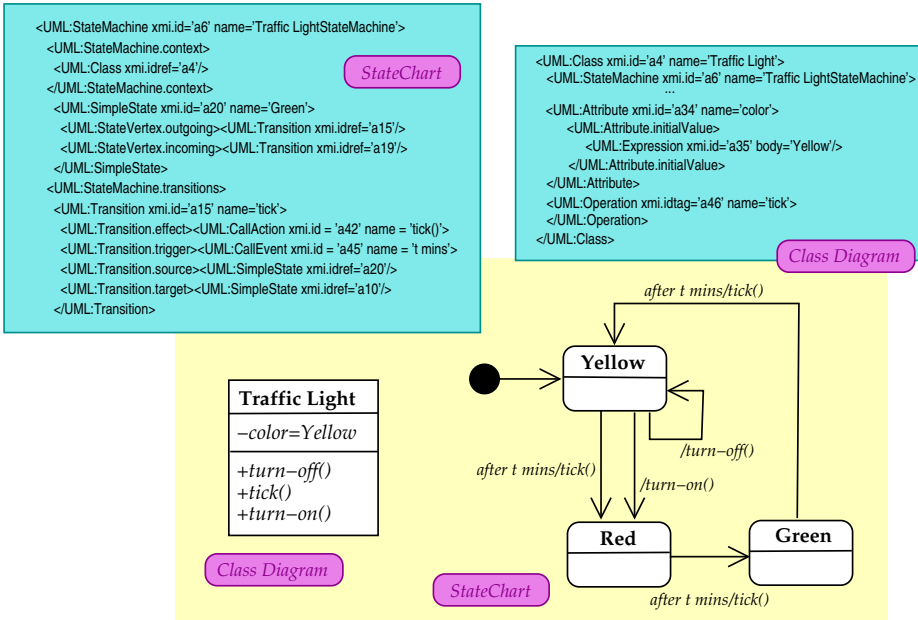 <UML:StateMachine xmi.id='a6' name='Traffic LightStateMachine'>
<UML:StateMachine.context>
<UML:Class xmi.idref='a4'/>
</UML:StateMachine.context>
<UML:SimpleState xmi.id='a20' name='Green'>
<UML:StateVertex.outgoing><UML:Transition xmi.idref='a15'/>
<UML:StateVertex.incoming><UML:Transition xmi.idref='a19'/>
</UML:SimpleState>
<UML:StateMachine.transitions>
<UML:Transition xmi.id='a15' name='tick'>
<UML:Transition.effect><UML:CallAction xmi.id = 'a42' name = 'tick()'>
<UML:Transition.trigger><UML:CallEvent xmi.id = 'a45' name = 't mins'>
<UML:Transition.source><UML:SimpleState xmi.idref='a20'/>
<UML:Transition.target><UML:SimpleState xmi.idref='a10'/>
</UML:Transition>
StateChart
<UML:Class xmi.id='a4' name='Traffic Light'>
<UML:StateMachine xmi.id='a6' name='Traffic LightStateMachine'>
...
<UML:Attribute xmi.id='a34' name='color'>
<UML:Attribute.initialValue>
<UML:Expression xmi.id='a35' body='Yellow'/>
</UML:Attribute.initialValue>
</UML:Attribute>
<UML:Operation xmi.idtag='a46' name='tick'>
</UML:Operation>
</UML:Class>
Class Diagram
after t mins/tick()
Yellow
/turn−off()
after t mins/tick()
/turn−on()
Traffic Light
−color=Yellow
+turn−off()
+tick()
+turn−on()
Red
Green
after t mins/tick()
Class Diagram
StateChart